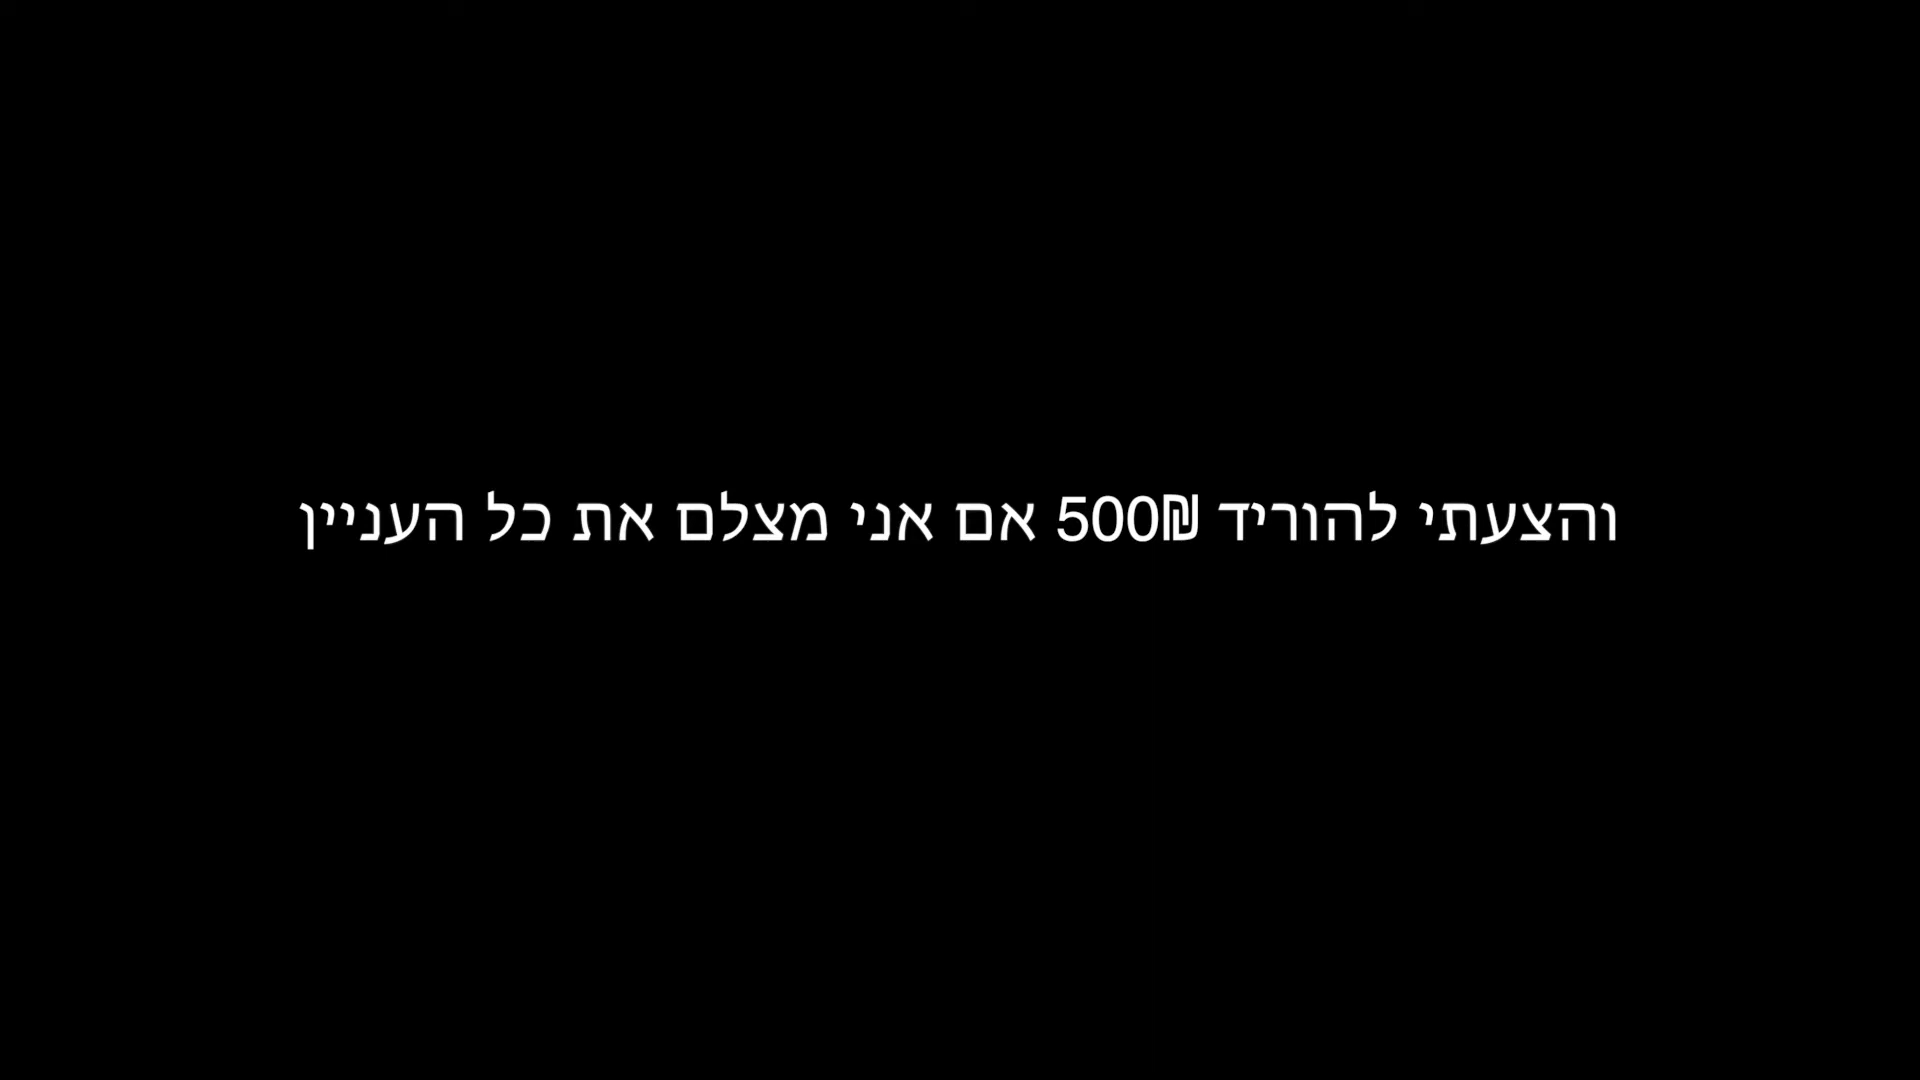 והצעתי להוריד 500₪ אם אני מצלם את כל העניין